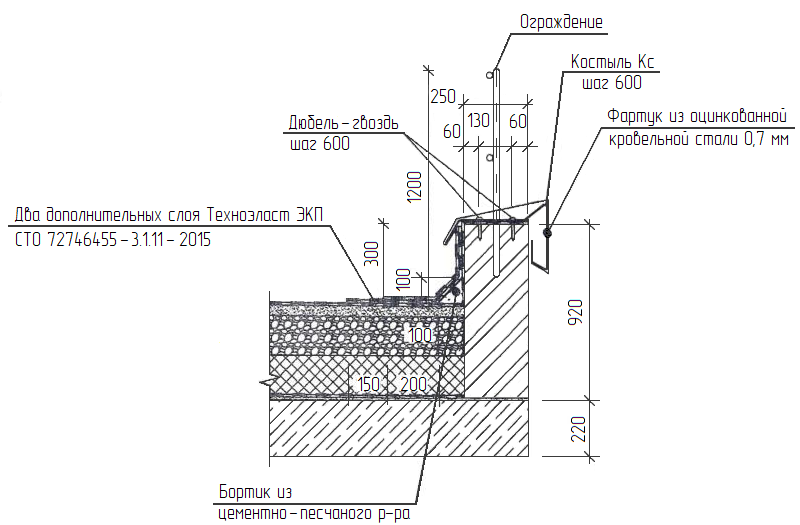 Ограждение
Костыль Кс
шаг 600
250
Фартук из оцинкованной
кровельной стали 0,7 мм
Дюбель-гвоздь
шаг 600
60 130 60
1200
Два дополнительных слоя Техноэласт ЭКП
СТО 72746455-3.1.11-2015
300
100
920
100
150 200
220
Бортик из
цементно-песчаного р-ра